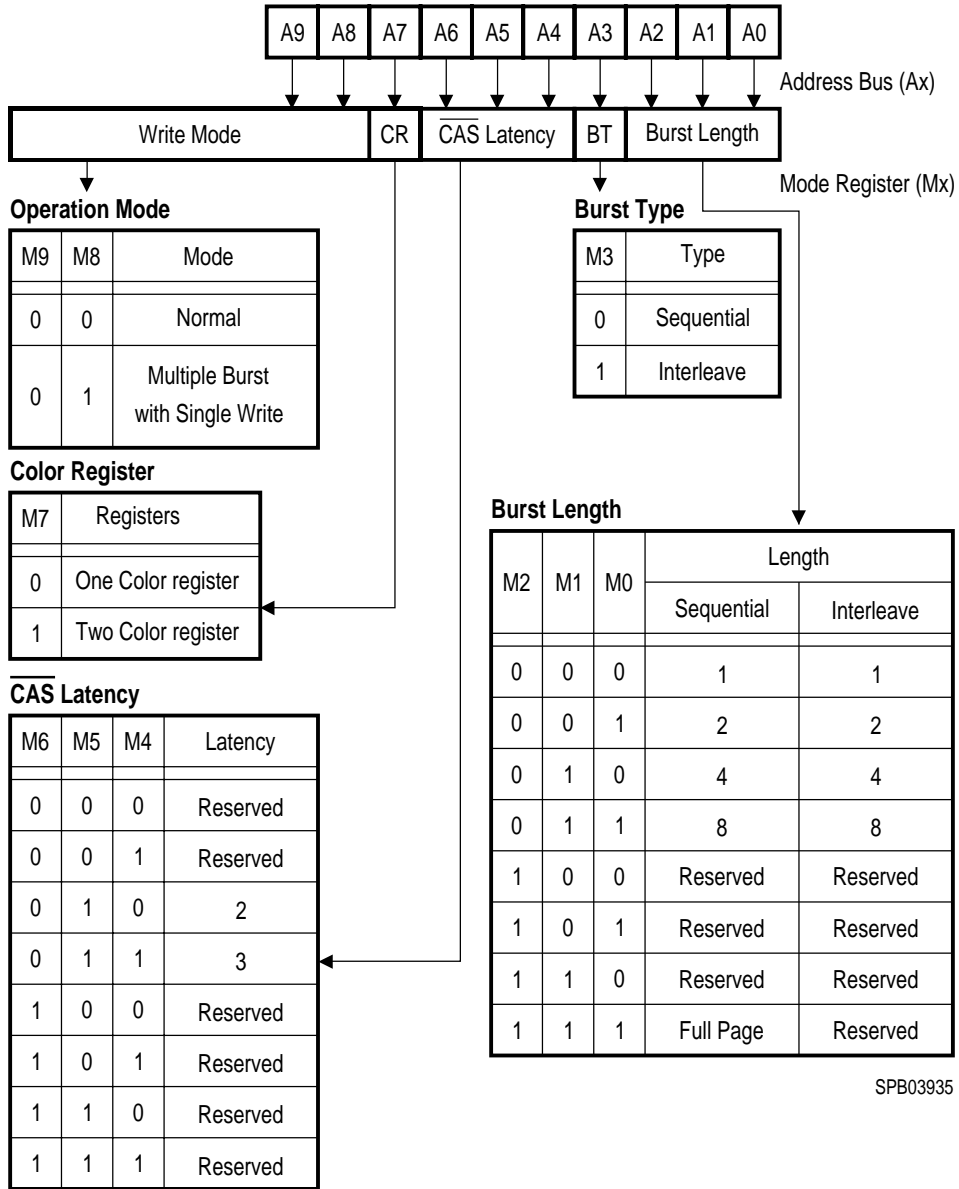 A9 A8 A7 A6 A5 A4 A3 A2 A1 A0
Address Bus (Ax)
Write Mode CR CAS Latency BT Burst Length
Mode Register (Mx)
Operation Mode
M9 M8 Mode
0 0 Normal
0 1 Multiple Burst
with Single Write
Burst Type
M3 Type
0 Sequential
1 Interleave
Color Register
M7 Registers
0 One Color register
1 Two Color register
Burst Length
M2 M1 M0 Length
Sequential Interleave
0 0 0 1 1
0 0 1 2 2
0 1 0 4 4
0 1 1 8 8
1 0 0 Reserved Reserved
1 0 1 Reserved Reserved
1 1 0 Reserved Reserved
1 1 1 Full Page Reserved
CAS Latency
M6 M5 M4 Latency
0 0 0 Reserved
0 0 1 Reserved
0 1 0 2
0 1 1 3
1 0 0 Reserved
1 0 1 Reserved
1 1 0 Reserved
1 1 1 Reserved
SPB03935